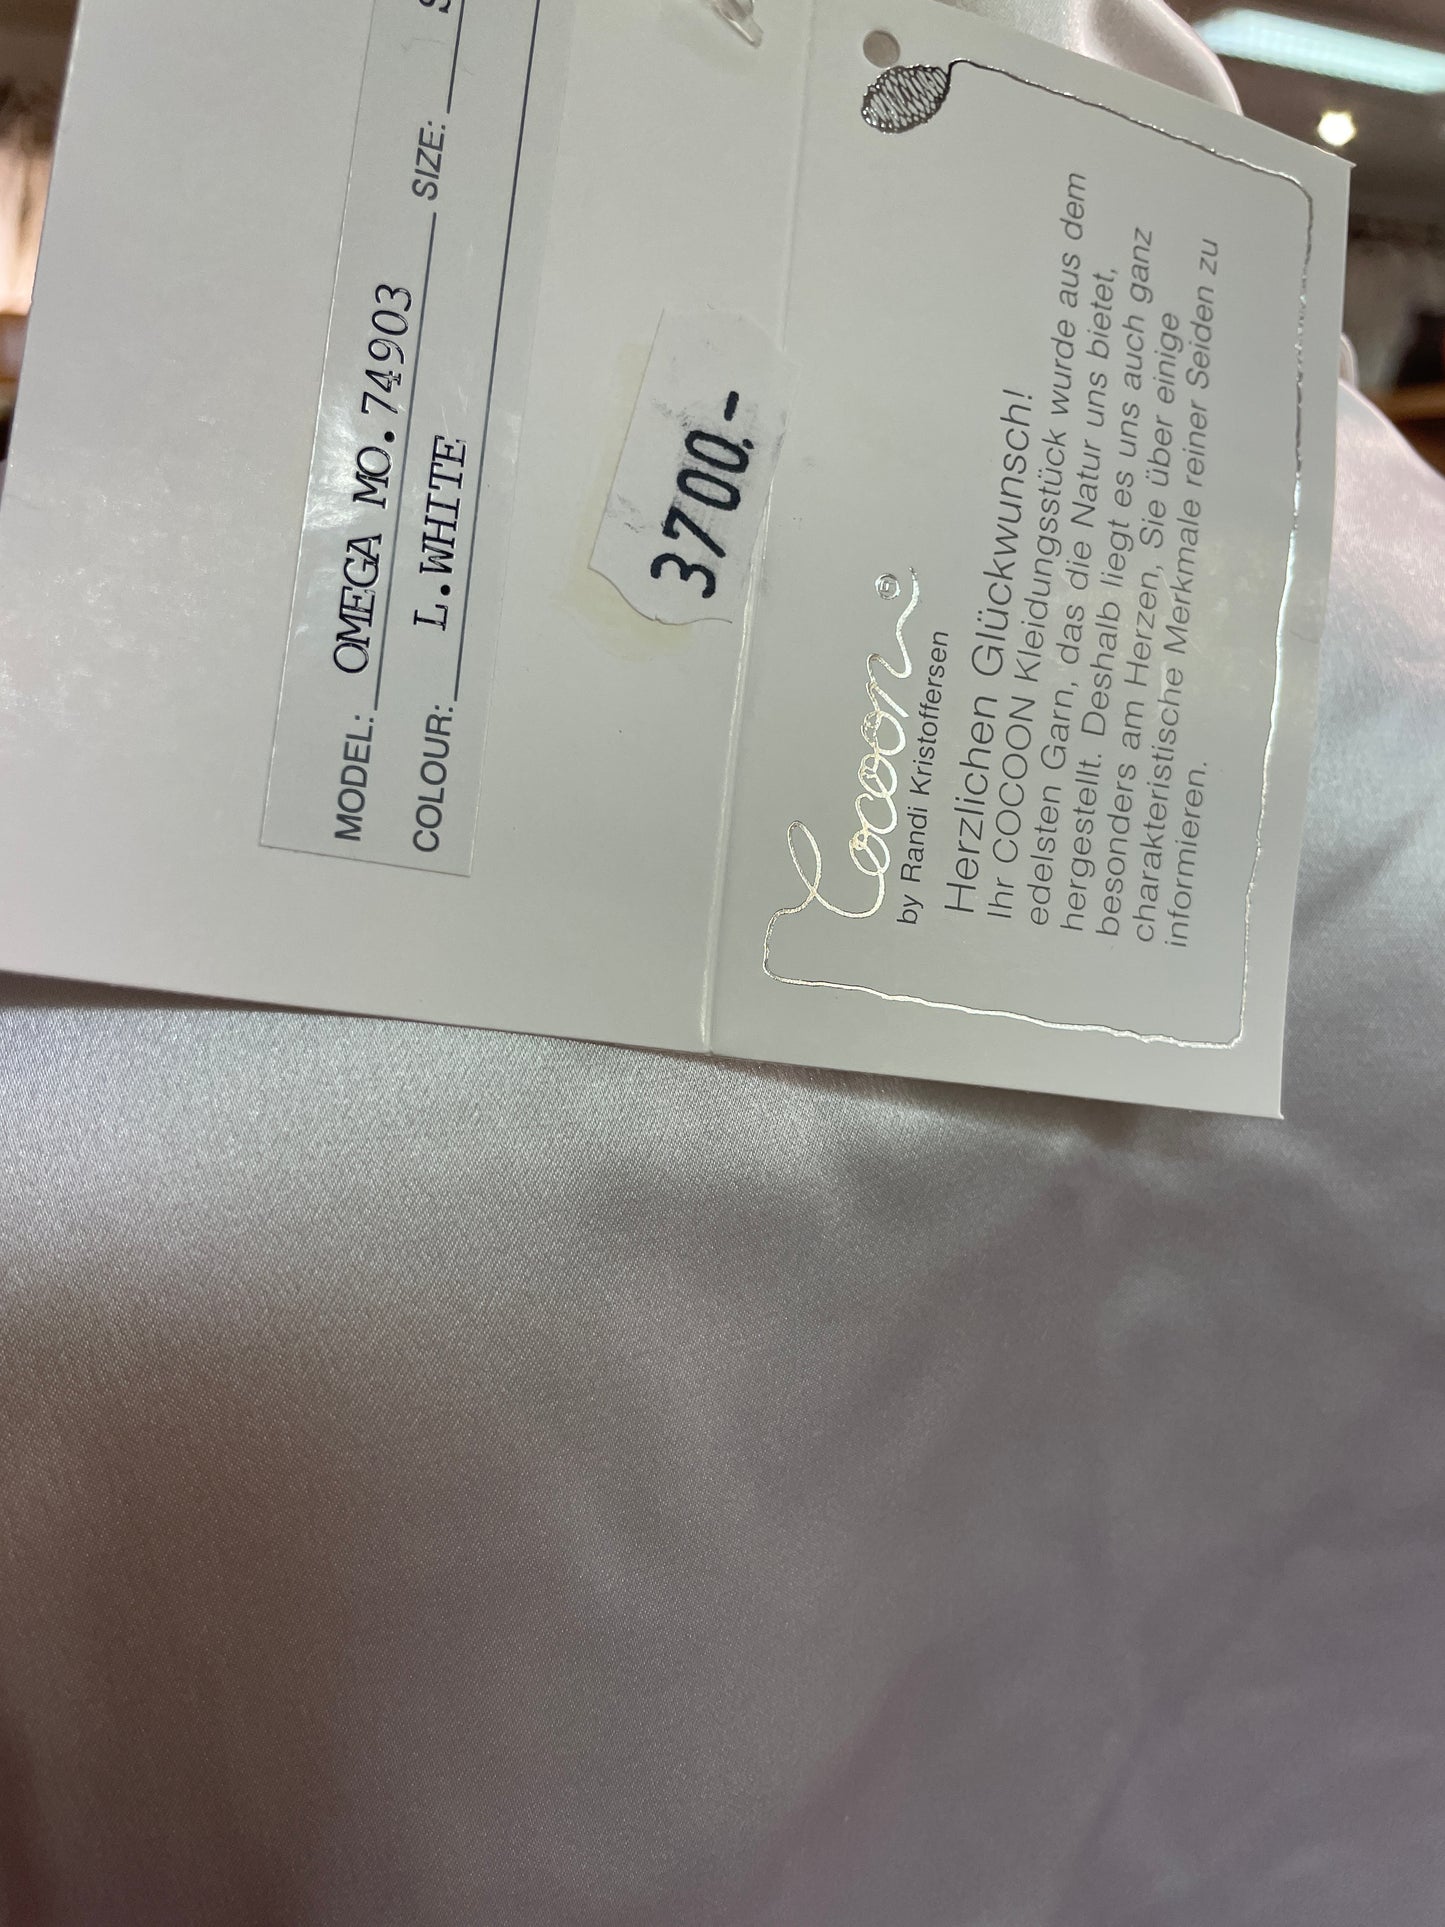 MODEL: OMEGA MO.74903 SIZE:
COLOUR: L.WHITE
3700.-
Cocoon ®
by Randi Kristoffersen
Herzlichen Glückwunsch!
Ihr COCOON Kleidungsstück wurde aus dem
edelsten Garn, das die Natur uns bietet,
hergestellt. Deshalb liegt es uns auch ganz
besonders am Herzen, Sie über einige
charakteristische Merkmale reiner Seiden zu
informieren.